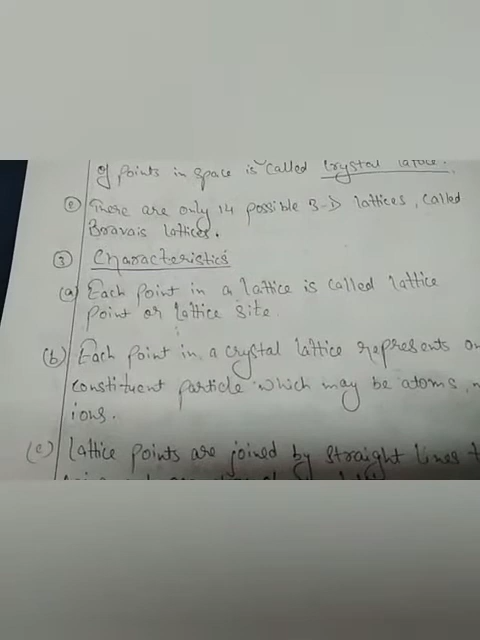 of points in space is called Crystal lattice.
② There are only 14 possible 3-D lattices, called
Bravais lattices.
③ Characteristics
(a) Each point in a lattice is called lattice
point or lattice site.
(b) Each point in a crystal lattice represents
constituent particle which may be atoms,
ions.
(c) lattice points are joined by straight lines